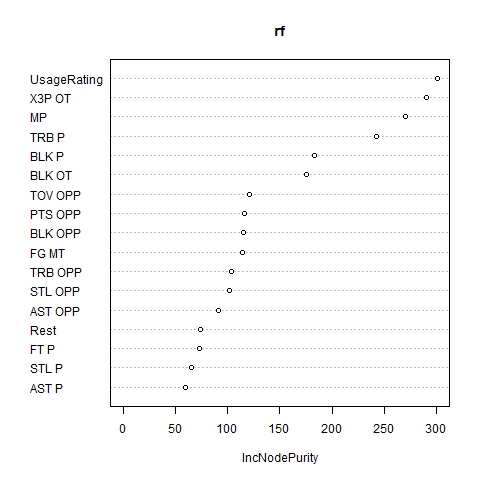 rf
UsageRating
X3P OT
MP
TRB P
BLK P
BLK OT
TOV OPP
PTS OPP
BLK OPP
FG MT
TRB OPP
STL OPP
AST OPP
Rest
FT P
STL P
AST P
0 50 100 150 200 250 300
IncNodePurity